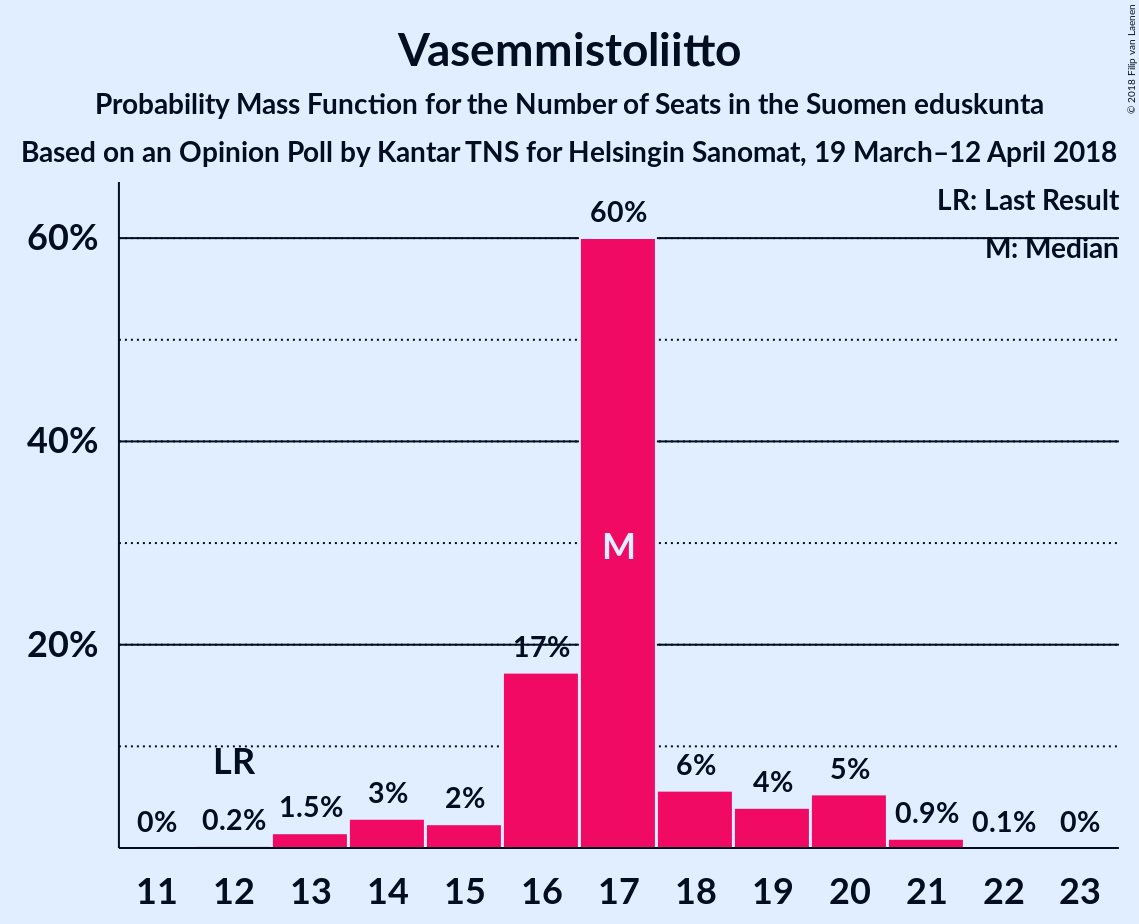 Vasemmistoliitto
Probability Mass Function for the Number of Seats in the Suomen eduskunta
Based on an Opinion Poll by Kantar TNS for Helsingin Sanomat, 19 March–12 April 2018
© 2018 Filip van Laenen
LR: Last Result
M: Median
60%
40%
20%
0%
0.2%
LR
1.5%
3%
2%
17%
60%
M
6%
4%
5%
0.9%
0.1%
0%
11 12 13 14 15 16 17 18 19 20 21 22 23